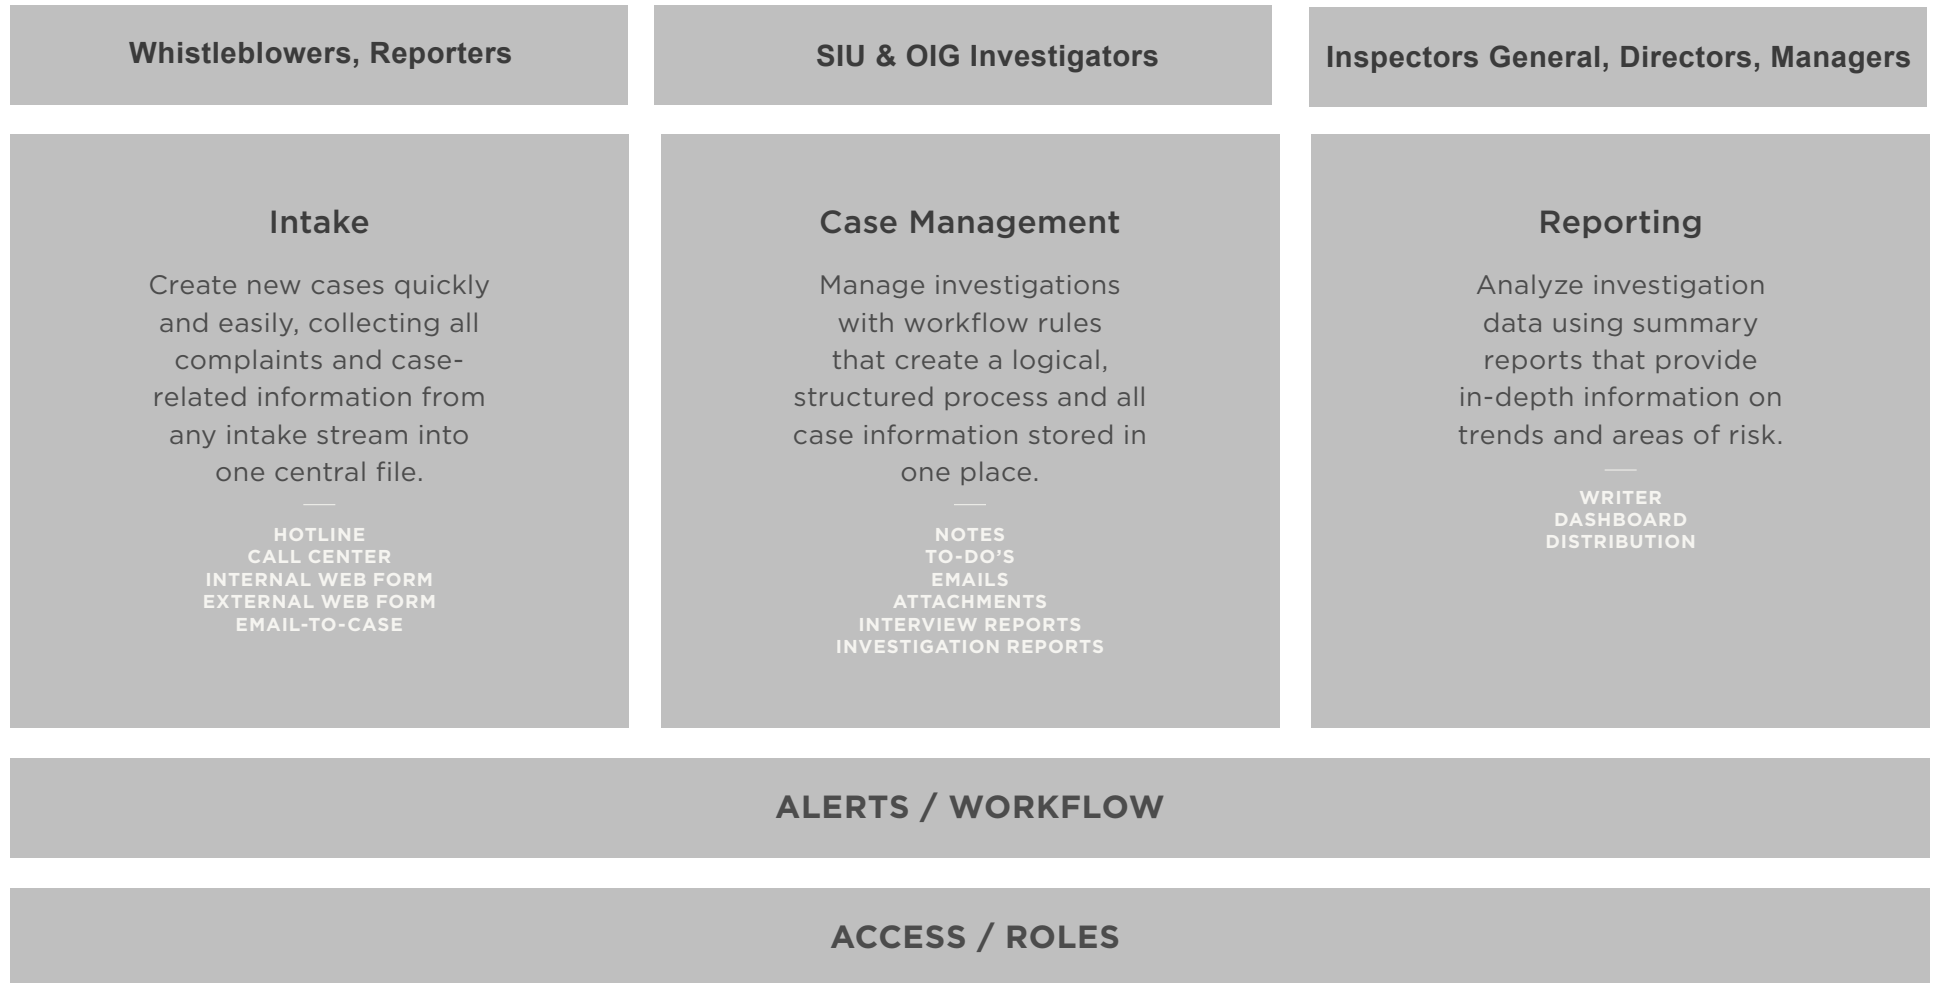 Whistleblowers, Reporters
SIU & OIG Investigators
Inspectors General, Directors, Managers
Intake
Create new cases quickly
and easily, collecting all
complaints and case-
related information from
any intake stream into
one central file.
HOTLINE
CALL CENTER
INTERNAL WEB FORM
EXTERNAL WEB FORM
EMAIL-TO-CASE
Case Management
Manage investigations
with workflow rules
that create a logical,
structured process and all
case information stored in
one place.
NOTES
TO-DO’S
EMAILS
ATTACHMENTS
INTERVIEW REPORTS
INVESTIGATION REPORTS
Reporting
Analyze investigation
data using summary
reports that provide
in-depth information on
trends and areas of risk.
WRITER
DASHBOARD
DISTRIBUTION
ALERTS / WORKFLOW
ACCESS / ROLES